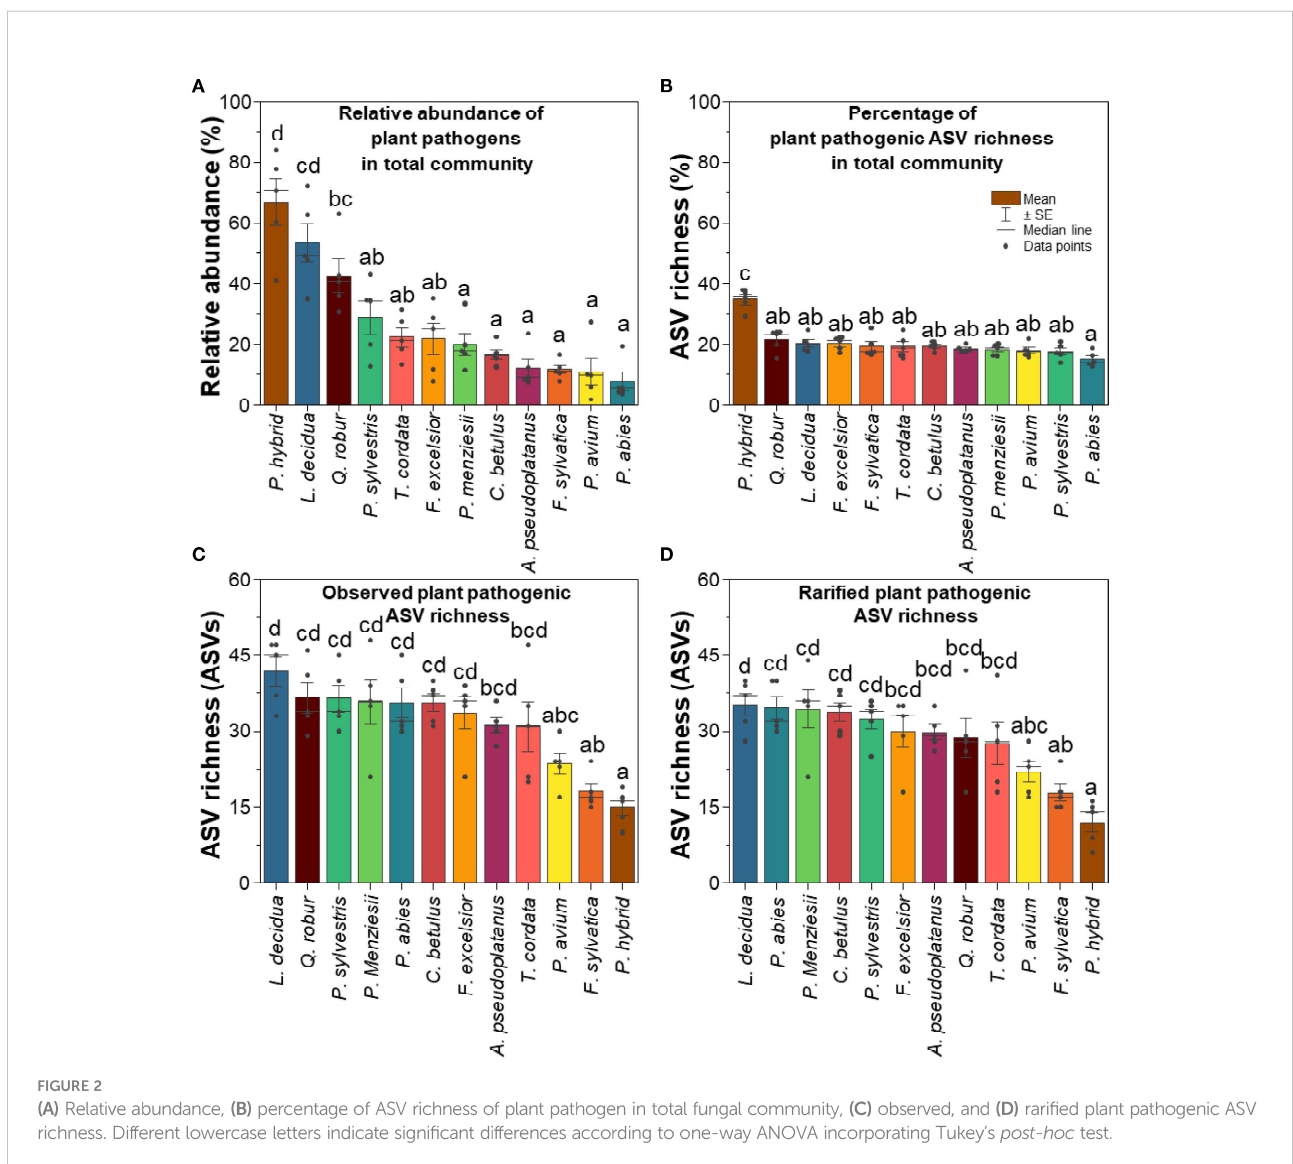 A
Relative abundance of
plant pathogens
in total community
Relative abundance (%)
100
80
60
40
20
0
d
cd
bc
ab
ab
ab
a
a
a
a
a
a
P. hybrid
L. decidua
Q. robur
P. sylvestris
T. cordata
F. excelsior
P. menziesii
C. betulus
A. pseudoplatanus
F. sylvatica
P. avium
P. abies
B
Percentage of
plant pathogenic ASV richness
in total community
ASV richness (%)
100
80
60
40
20
0
Mean
± SE
Median line
Data points
c
ab
ab
ab
ab
ab
ab
ab
ab
ab
ab
a
P. hybrid
Q. robur
L. decidua
F. excelsior
F. sylvatica
T. cordata
C. betulus
A. pseudoplatanus
P. menziesii
P. avium
P. sylvestris
P. abies
C
Observed plant pathogenic
ASV richness
ASV richness (ASVs)
60
45
30
15
0
d
cd
cd
cd
cd
cd
cd
bcd
bcd
abc
ab
a
L. decidua
Q. robur
P. sylvestris
P. Menziesii
P. abies
C. betulus
F. excelsior
A. pseudoplatanus
T. cordata
P. avium
F. sylvatica
P. hybrid
D
Rarified plant pathogenic
ASV richness
ASV richness (ASVs)
60
45
30
15
0
d
cd
cd
cd
cd
bcd
bcd
bcd
bcd
abc
ab
a
L. decidua
P. abies
P. Menziesii
C. betulus
P. sylvestris
F. excelsior
A. pseudoplatanus
Q. robur
T. cordata
P. avium
F. sylvatica
P. hybrid
FIGURE 2
(A) Relative abundance, (B) percentage of ASV richness of plant pathogen in total fungal community, (C) observed, and (D) rarified plant pathogenic ASV
richness. Different lowercase letters indicate significant differences according to one-way ANOVA incorporating Tukey's post-hoc test.